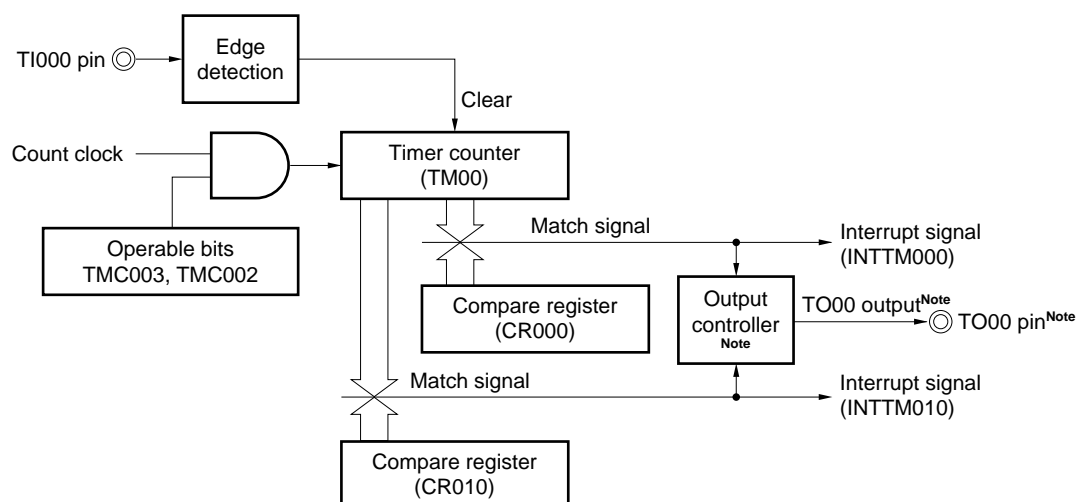 TI000 pin
Edge
detection
Clear
Count clock
Timer counter
(TM00)
Operable bits
TMC003, TMC002
Match signal
Interrupt signal
(INTTM000)
Compare register
(CR000)
Output
controller
Note
TO00 output Note
TO00 pin Note
Match signal
Interrupt signal
(INTTM010)
Compare register
(CR010)